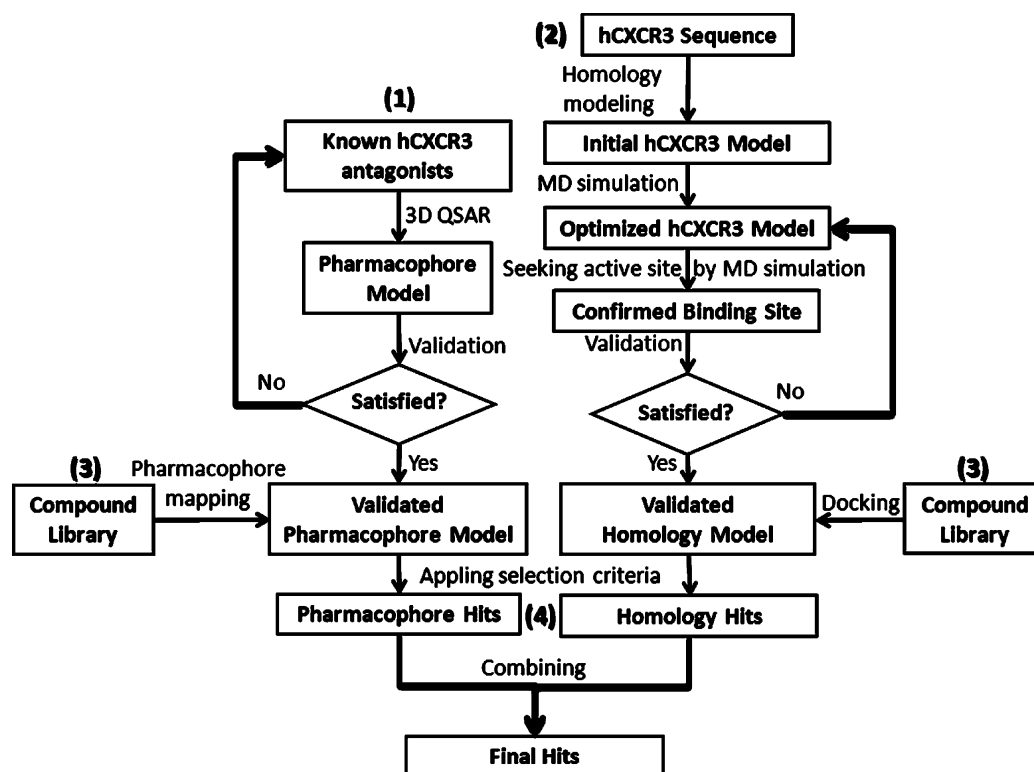 (2)
hCXCR3 Sequence
Homology
modeling
(1)
Known hCXCR3
antagonists
Initial hCXCR3 Model
MD simulation
3D QSAR
Optimized hCXCR3 Model
Pharmacophore
Model
Seeking active site by MD simulation
Confirmed Binding Site
Validation
Validation
No
Satisfied?
No
Satisfied?
Yes
Yes
(3)
Pharmacophore
mapping
Compound
Library
Validated
Pharmacophore Model
Validated
Homology Model
Docking
(3)
Compound
Library
Appling selection criteria
Pharmacophore Hits
(4)
Homology Hits
Combining
Final Hits